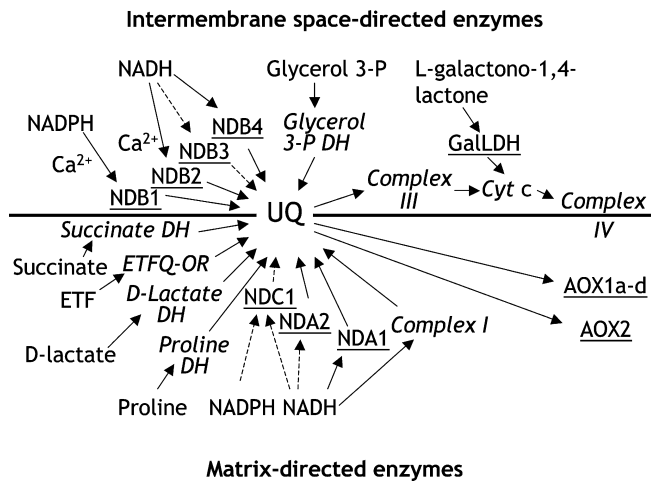 Intermembrane space-directed enzymes
NADH
Glycerol 3-P
L-galactono-1,4-
lactone
NADPH
Ca2+
NDB4
Glycerol
3-P DH
GalLDH
Ca2+
NDB3
NDB2
NDB1
Complex
III
Cyt c
Complex
IV
UQ
Succinate DH
Succinate
ETFQ-OR
ETF
D-Lactate
DH
NDC1
NDA2
NDA1
Complex I
AOX1a-d
AOX2
D-lactate
Proline
DH
Proline
NADPH NADH
Matrix-directed enzymes